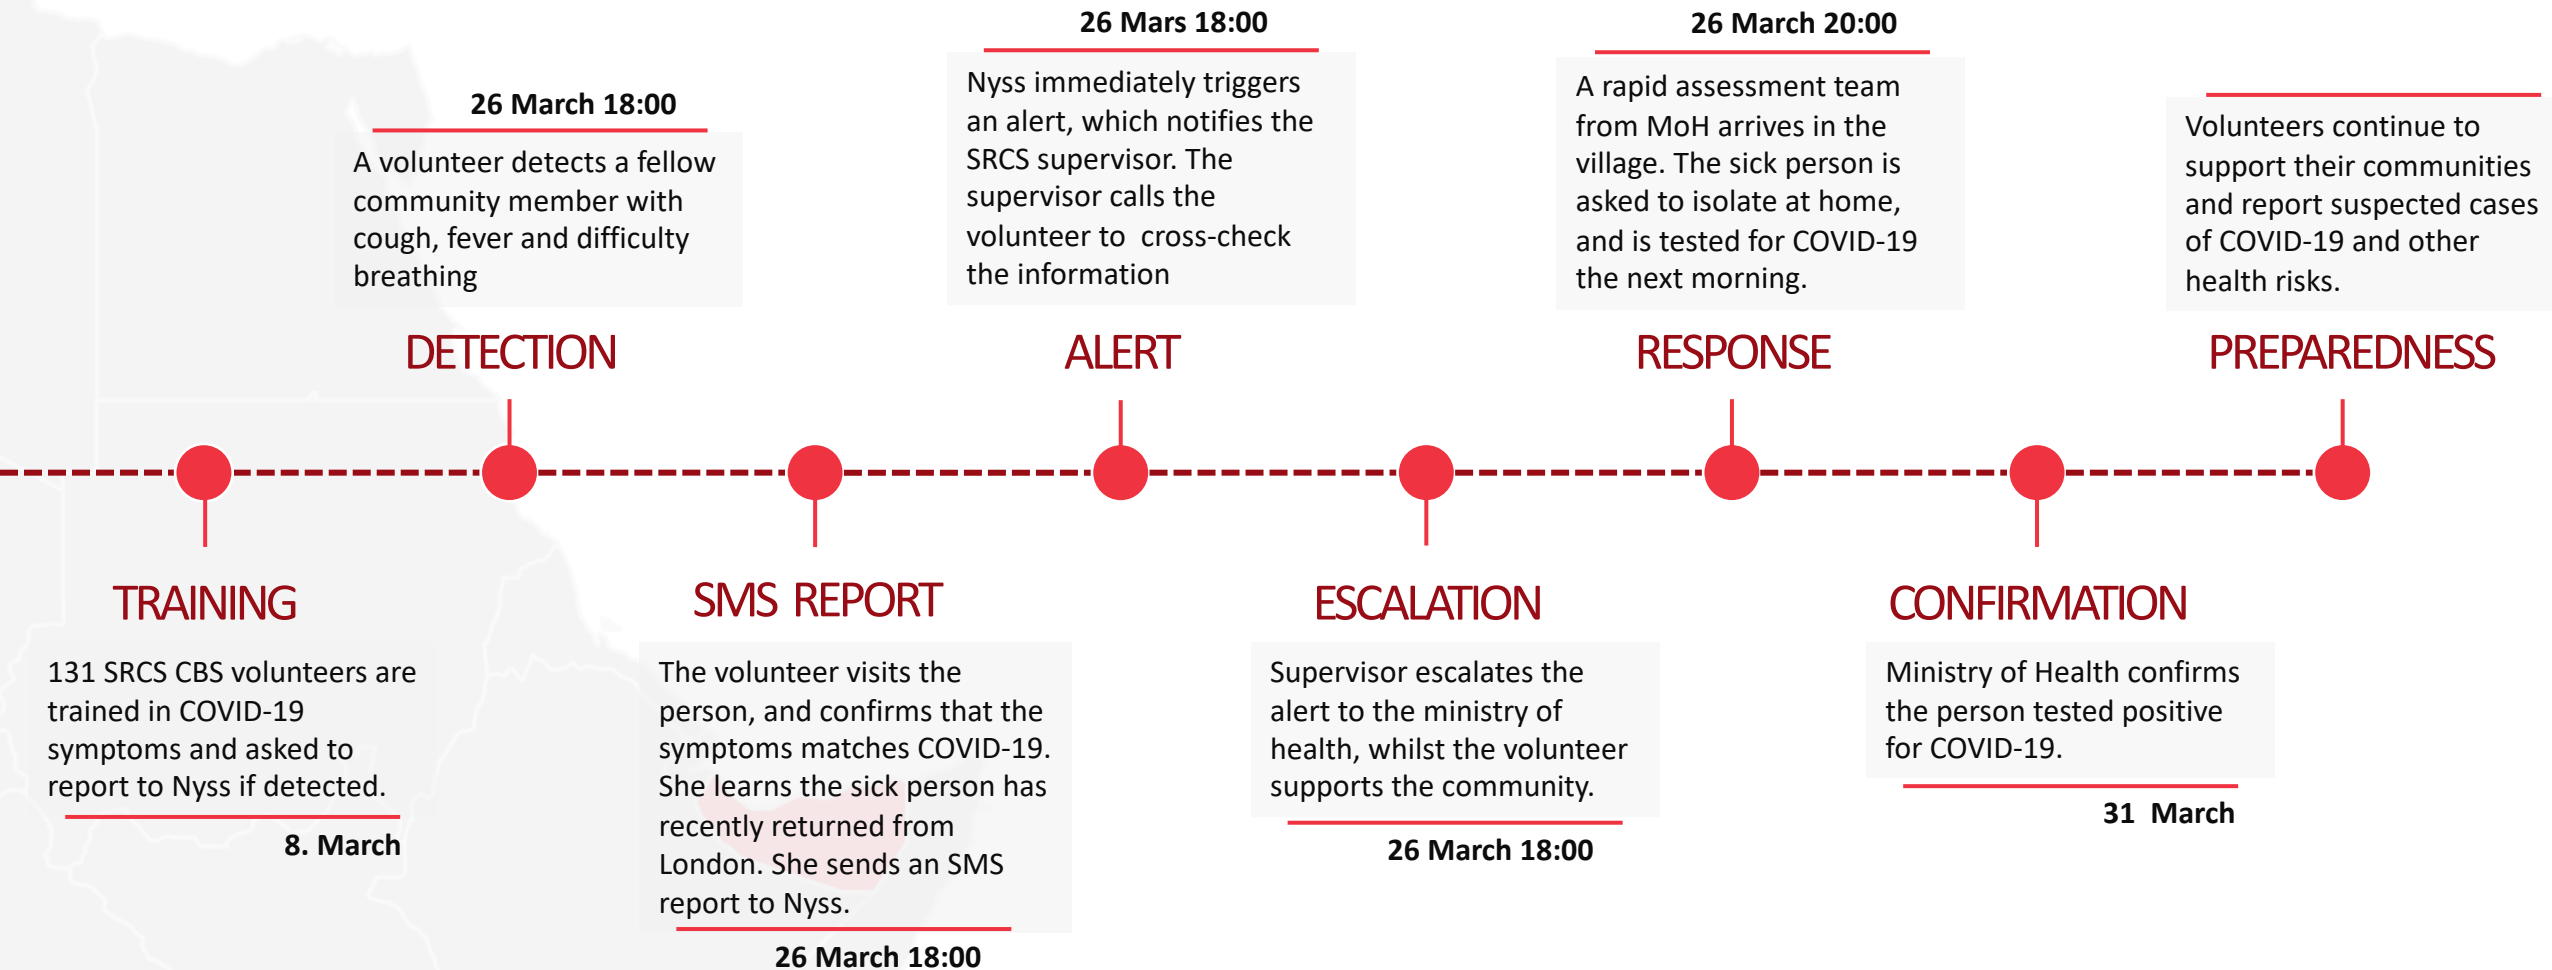 8. March
TRAINING
131 SRCS CBS volunteers are
trained in COVID-19
symptoms and asked to
report to Nyss if detected.
26 March 18:00
A volunteer detects a fellow
community member with
cough, fever and difficulty
breathing
DETECTION
SMS REPORT
The volunteer visits the
person, and confirms that the
symptoms matches COVID-19.
She learns the sick person has
recently returned from
London. She sends an SMS
report to Nyss.
26 March 18:00
26 Mars 18:00
Nyss immediately triggers
an alert, which notifies the
SRCS supervisor. The
supervisor calls the
volunteer to cross-check
the information
ALERT
ESCALATION
Supervisor escalates the
alert to the ministry of
health, whilst the volunteer
supports the community.
26 March 18:00
26 March 20:00
A rapid assessment team
from MoH arrives in the
village. The sick person is
asked to isolate at home,
and is tested for COVID-19
the next morning.
RESPONSE
CONFIRMATION
Ministry of Health confirms
the person tested positive
for COVID-19.
31 March
Volunteers continue to
support their communities
and report suspected cases
of COVID-19 and other
health risks.
PREPAREDNESS